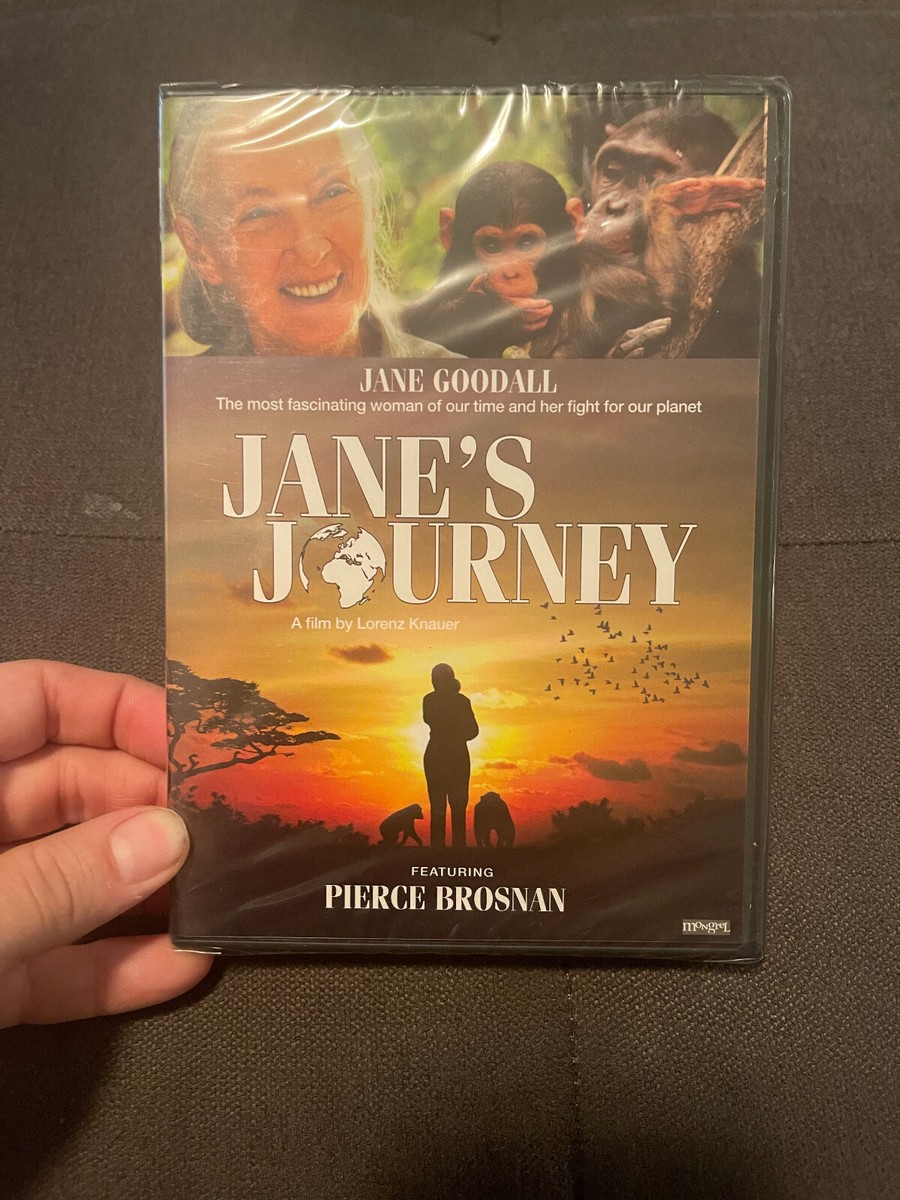 JANE GOODALL
The most fascinating woman of our time and her fight for our planet
JANE'S
JOURNEY
A film by Lorenz Knauer
FEATURING
PIERCE BROSNAN
mongrel